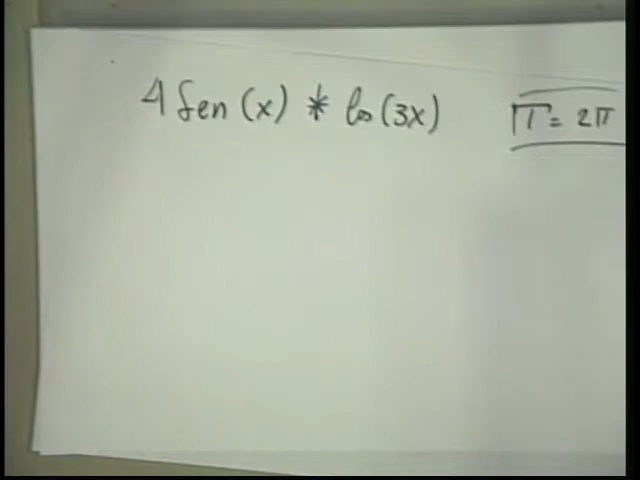 4 sen (x) * cos (3x)
T = 2π